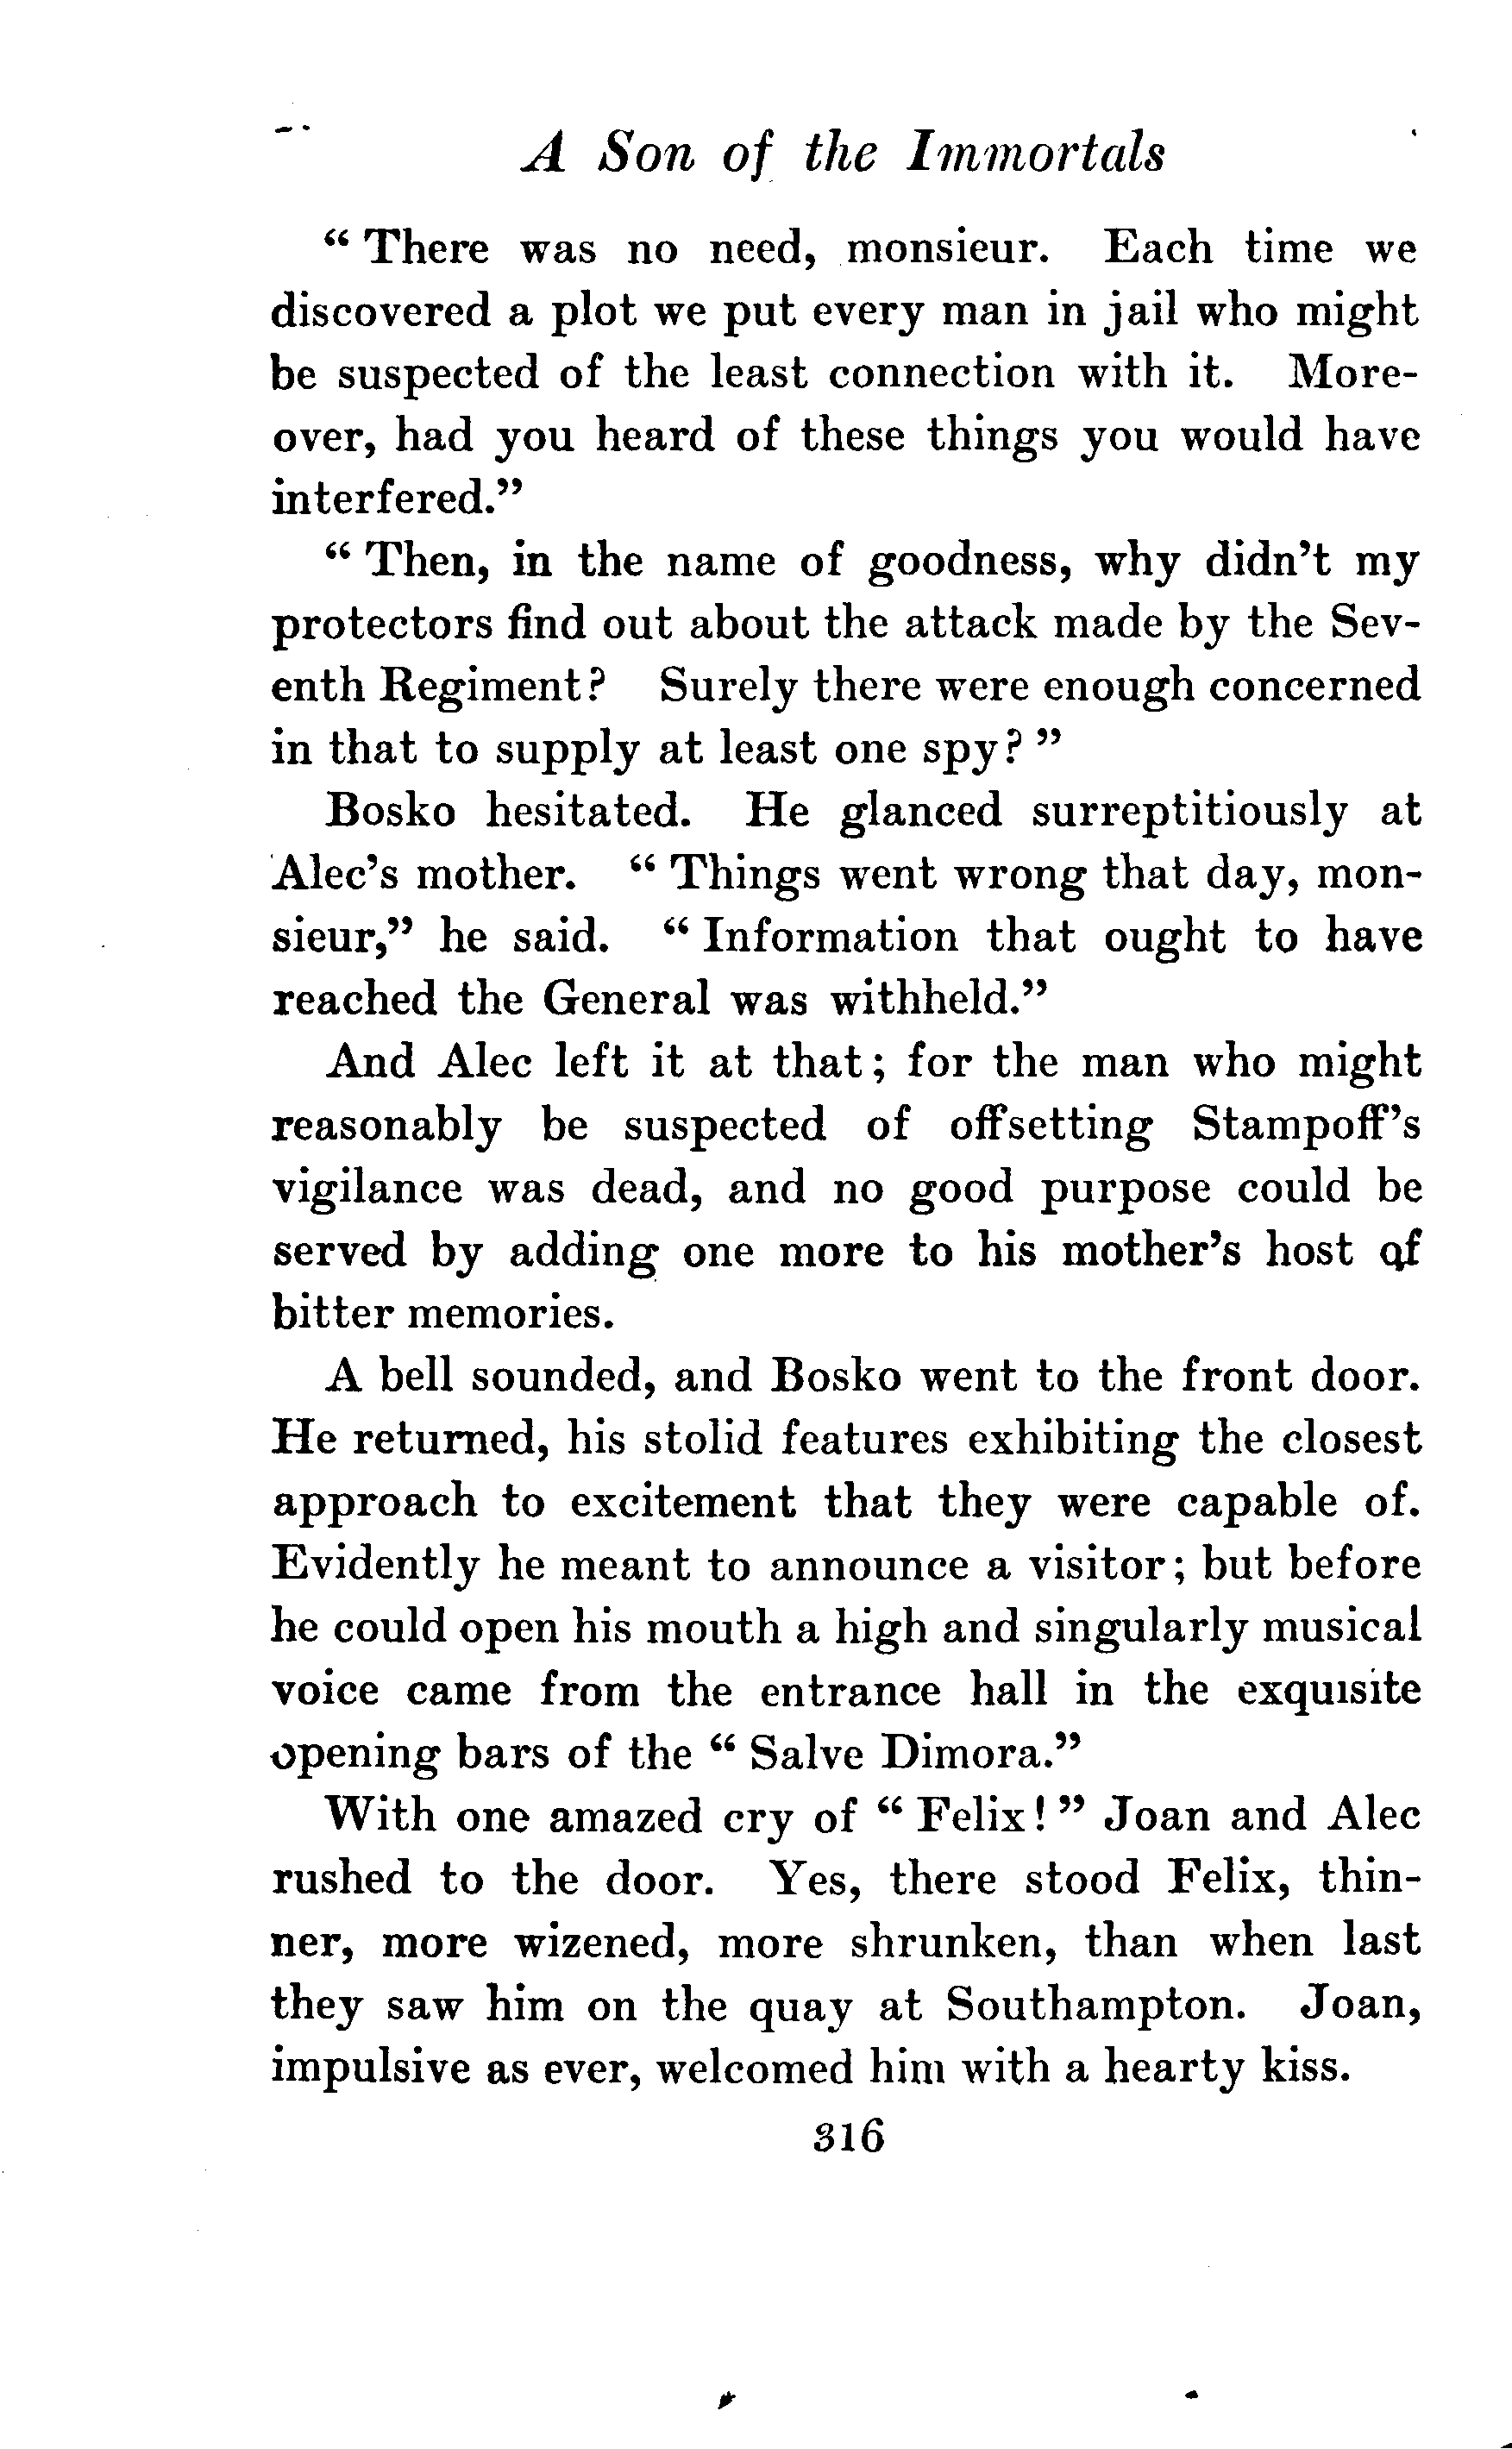 A Son of the Immortals
“ There was no need, monsieur. Each time we
discovered a plot we put every man in jail who might
be suspected of the least connection with it. More-
over, had you heard of these things you would have
interfered.”
“ Then, in the name of goodness, why didn’t my
protectors find out about the attack made by the Sev-
enth Regiment? Surely there were enough concerned
in that to supply at least one spy? ”
Bosko hesitated. He glanced surreptitiously at
Alec’s mother. “ Things went wrong that day, mon-
sieur,” he said. “ Information that ought to have
reached the General was withheld.”
And Alec left it at that; for the man who might
reasonably be suspected of offsetting Stampoff’s
vigilance was dead, and no good purpose could be
served by adding one more to his mother’s host of
bitter memories.
A bell sounded, and Bosko went to the front door.
He returned, his stolid features exhibiting the closest
approach to excitement that they were capable of.
Evidently he meant to announce a visitor; but before
he could open his mouth a high and singularly musical
voice came from the entrance hall in the exquisite
opening bars of the “ Salve Dimora.”
With one amazed cry of “ Felix! ” Joan and Alec
rushed to the door. Yes, there stood Felix, thin-
ner, more wizened, more shrunken, than when last
they saw him on the quay at Southampton. Joan,
impulsive as ever, welcomed him with a hearty kiss.
316